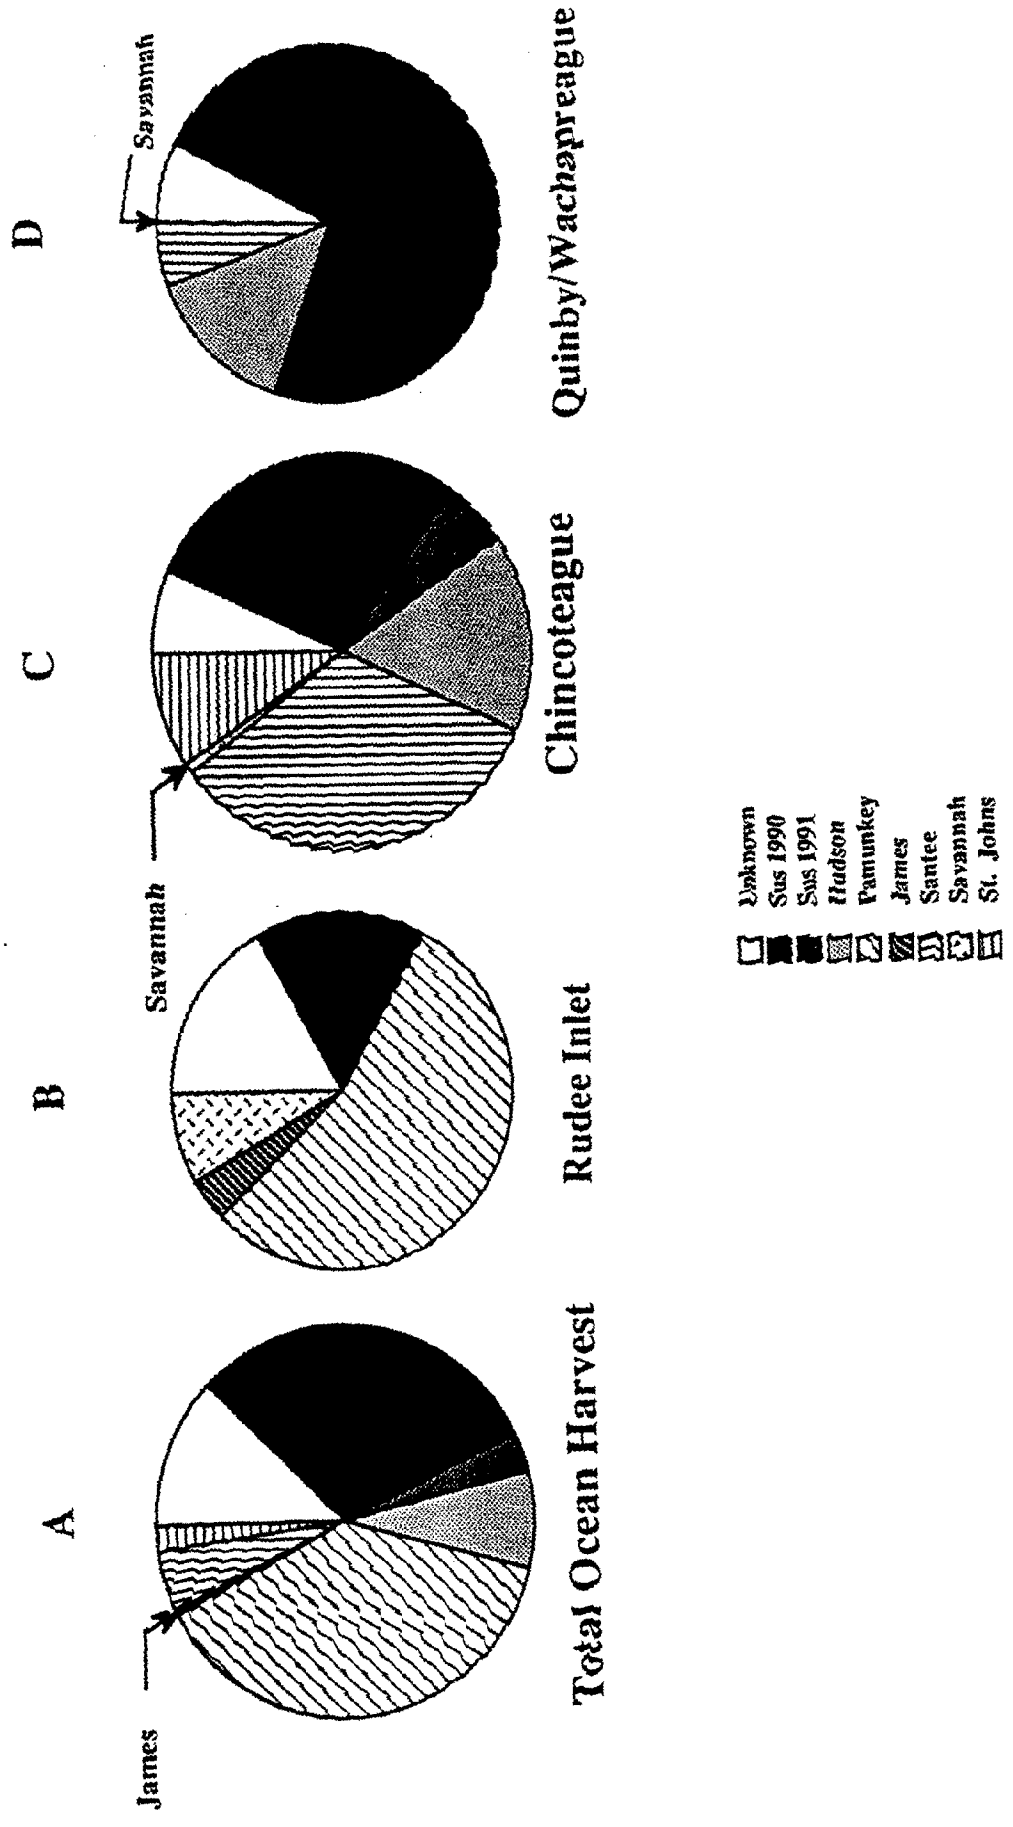 A
B
C
D
James
Savannah
Savannah
Total Ocean Harvest
Rudee Inlet
Chincoteague
Quinby/Wachapreague
Unknown
Sus 1990
Sus 1991
Hudson
Pamunkey
James
Santee
Savannah
St. Johns